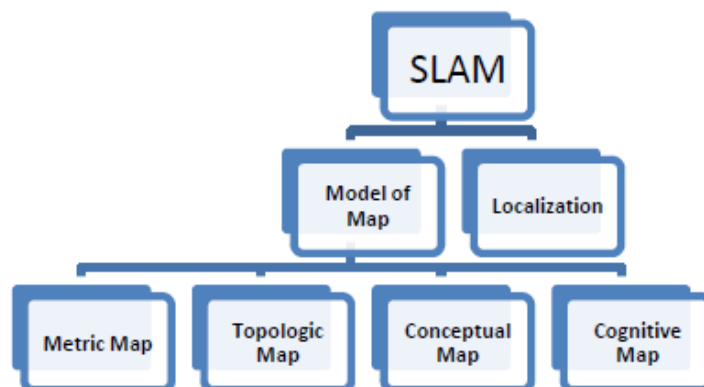 SLAM
Model of
Map
Localization
Metric Map
Topologic
Map
Conceptual
Map
Cognitive
Map